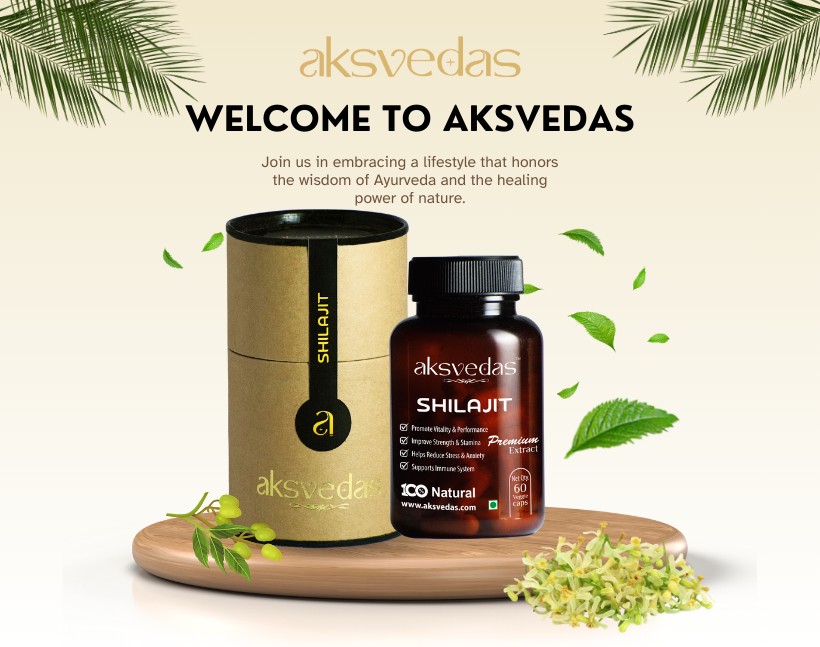 aksvedas
WELCOME TO AKSVEDAS
Join us in embracing a lifestyle that honors
the wisdom of Ayurveda and the healing
power of nature.
SHILAJIT
a
aksvedas
aksvedas™
SHILAJIT
Promote Vitality & Performance
Improve Strength & Stamina
Helps Reduce Stress & Anxiety
Supports Immune System
Premium
Extract
100 Natural
www.aksvedas.com
Net Qty.
60
Veggie
caps